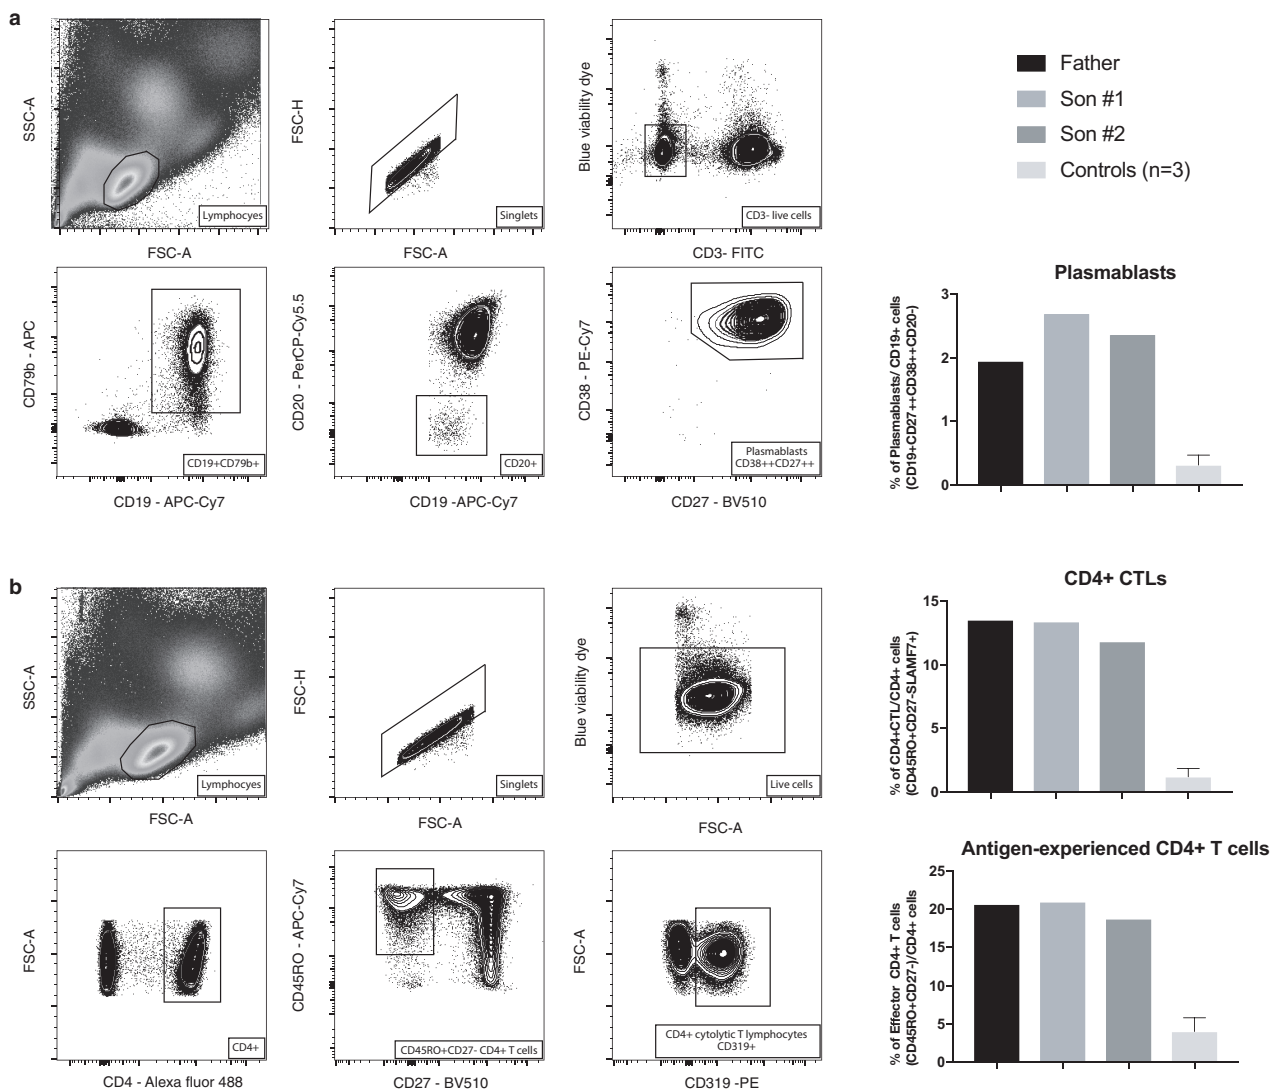 a
SSC-A
Lymphocyes
FSC-A
FSC-H
Singlets
FSC-A
Blue viability dye
CD3- live cells
CD3- FITC
Father
Son #1
Son #2
Controls (n=3)
CD79b - APC
CD19+CD79b+
CD19 - APC-Cy7
CD20 - PerCP-Cy5.5
CD20+
CD19 -APC-Cy7
CD38 - PE-Cy7
Plasmablasts
CD38++CD27++
CD27 - BV510
Plasmablasts
% of Plasmablasts/ CD19+ cells
(CD19+CD27++CD38++CD20-)
3
2
1
0
b
SSC-A
Lymphocyes
FSC-A
FSC-H
Singlets
FSC-A
Blue viability dye
Live cells
FSC-A
CD4+ CTLs
% of CD4+CTL/CD4+ cells
(CD45RO+CD27-SLAMF7+)
15
10
5
0
FSC-A
CD4+
CD4 - Alexa fluor 488
CD45RO - APC-Cy7
CD45RO+CD27- CD4+ T cells
CD27 - BV510
FSC-A
CD4+ cytolytic T lymphocytes
CD319+
CD319 -PE
Antigen-experienced CD4+ T cells
% of Effector CD4+ T cells
(CD45RO+CD27-)/CD4+ cells
25
20
15
10
5
0